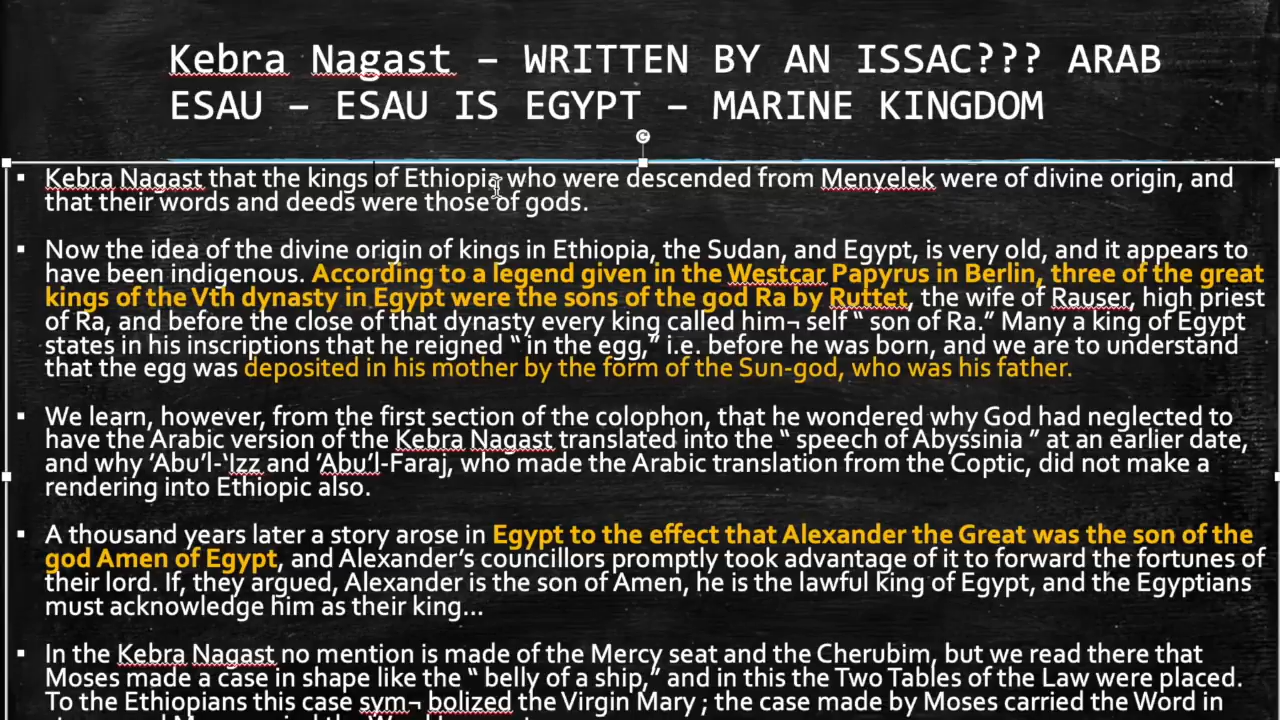 Kebra Nagast – WRITTEN BY AN ISSAC??? ARAB
ESAU – ESAU IS EGYPT – MARINE KINGDOM
▪ Kebra Nagast that the kings of Ethiopia who were descended from Menyelek were of divine origin, and
that their words and deeds were those of gods.
▪ Now the idea of the divine origin of kings in Ethiopia, the Sudan, and Egypt, is very old, and it appears to
have been indigenous. According to a legend given in the Westcar Papyrus in Berlin, three of the great
kings of the Vth dynasty in Egypt were the sons of the god Ra by Ruttet, the wife of Rauser, high priest
of Ra, and before the close of that dynasty every king called him¬ self “ son of Ra.” Many a king of Egypt
states in his inscriptions that he reigned “ in the egg,” i.e. before he was born, and we are to understand
that the egg was deposited in his mother by the form of the Sun-god, who was his father.
▪ We learn, however, from the first section of the colophon, that he wondered why God had neglected to
have the Arabic version of the Kebra Nagast translated into the “ speech of Abyssinia ” at an earlier date,
and why ’Abu’l-‘Izz and ’Abu’l-Faraj, who made the Arabic translation from the Coptic, did not make a
rendering into Ethiopic also.
▪ A thousand years later a story arose in Egypt to the effect that Alexander the Great was the son of the
god Amen of Egypt, and Alexander’s councillors promptly took advantage of it to forward the fortunes of
their lord. If, they argued, Alexander is the son of Amen, he is the lawful king of Egypt, and the Egyptians
must acknowledge him as their king...
▪ In the Kebra Nagast no mention is made of the Mercy seat and the Cherubim, but we read there that
Moses made a case in shape like the “ belly of a ship,” and in this the Two Tables of the Law were placed.
To the Ethiopians this case sym¬ bolized the Virgin Mary ; the case made by Moses carried the Word in